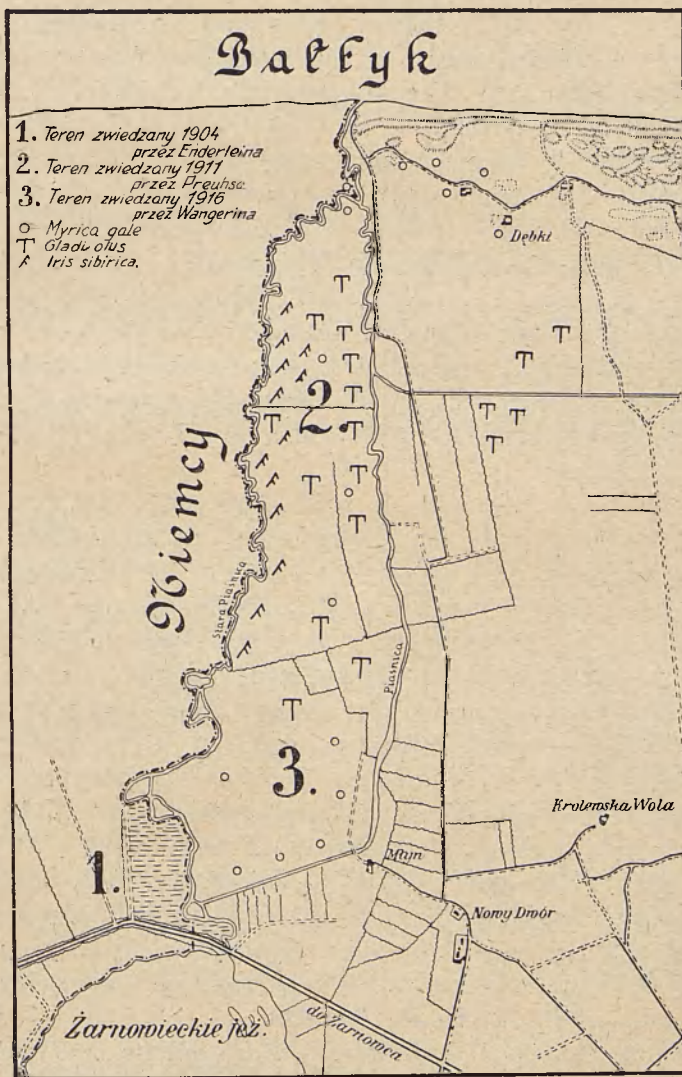 Bałtyk
1. Teren zwiedzany 1904
przez Enderleina
2. Teren zwiedzany 1911
przez Preuhsa
3. Teren zwiedzany 1916
przez Wangerina
Myrica gale
Gladiolus
Iris sibirica.
Dębki
2.
Niemcy
Stara Piaśnica
Piaśnica
3.
Krolewska Wola
Młyn
1.
Nowy Dwór
do Żarnowca
Żarnowieckie jez.